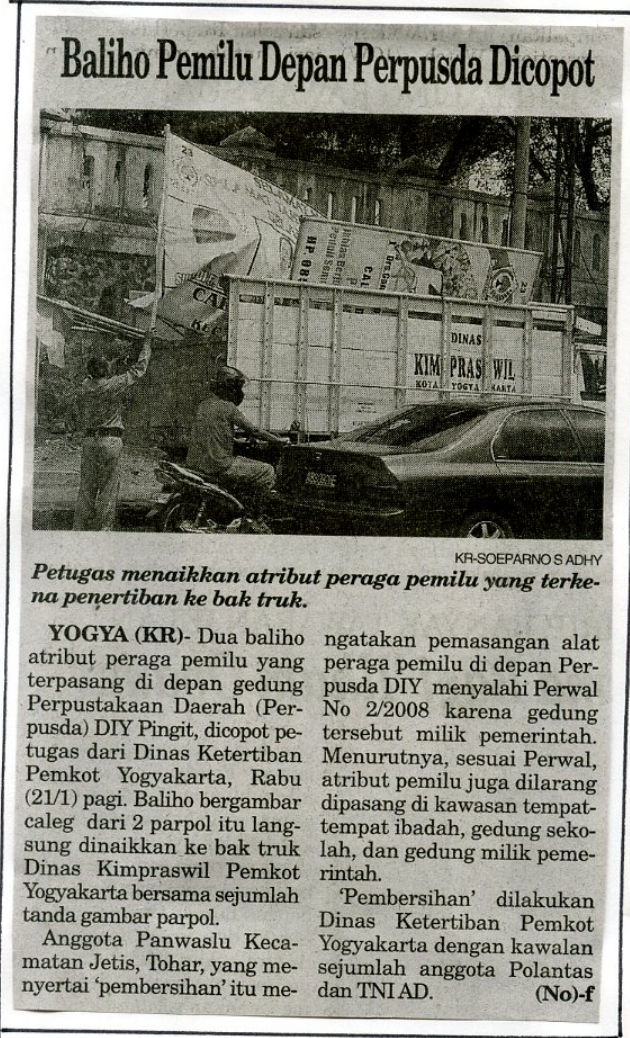 Baliho Pemilu Depan Perpusda Dicopot
23
HP 08
CAL
23
DINAS
KIMPRASWIL
KOTA YOGYAKARTA
KR-SOEPARNO S ADHY
Petugas menaikkan atribut peraga pemilu yang terke-
na penertiban ke bak truk.
YOGYA (KR)- Dua baliho
atribut peraga pemilu yang
terpasang di depan gedung
Perpustakaan Daerah (Per-
pusda) DIY Pingit, dicopot pe-
tugas dari Dinas Ketertiban
Pemkot Yogyakarta, Rabu
(21/1) pagi. Baliho bergambar
caleg dari 2 parpol itu lang-
sung dinaikkan ke bak truk
Dinas Kimpraswil Pemkot
Yogyakarta bersama sejumlah
tanda gambar parpol.
Anggota Panwaslu Keca-
matan Jetis, Tohar, yang me-
nyertai 'pembersihan' itu me-
ngatakan pemasangan alat
peraga pemilu di depan Per-
pusda DIY menyalahi Perwal
No 2/2008 karena gedung
tersebut milik pemerintah.
Menurutnya, sesuai Perwal,
atribut pemilu juga dilarang
dipasang di kawasan tempat-
tempat ibadah, gedung seko-
lah, dan gedung milik peme-
rintah.
'Pembersihan' dilakukan
Dinas Ketertiban Pemkot
Yogyakarta dengan kawalan
sejumlah anggota Polantas
dan TNI AD. (No)-f